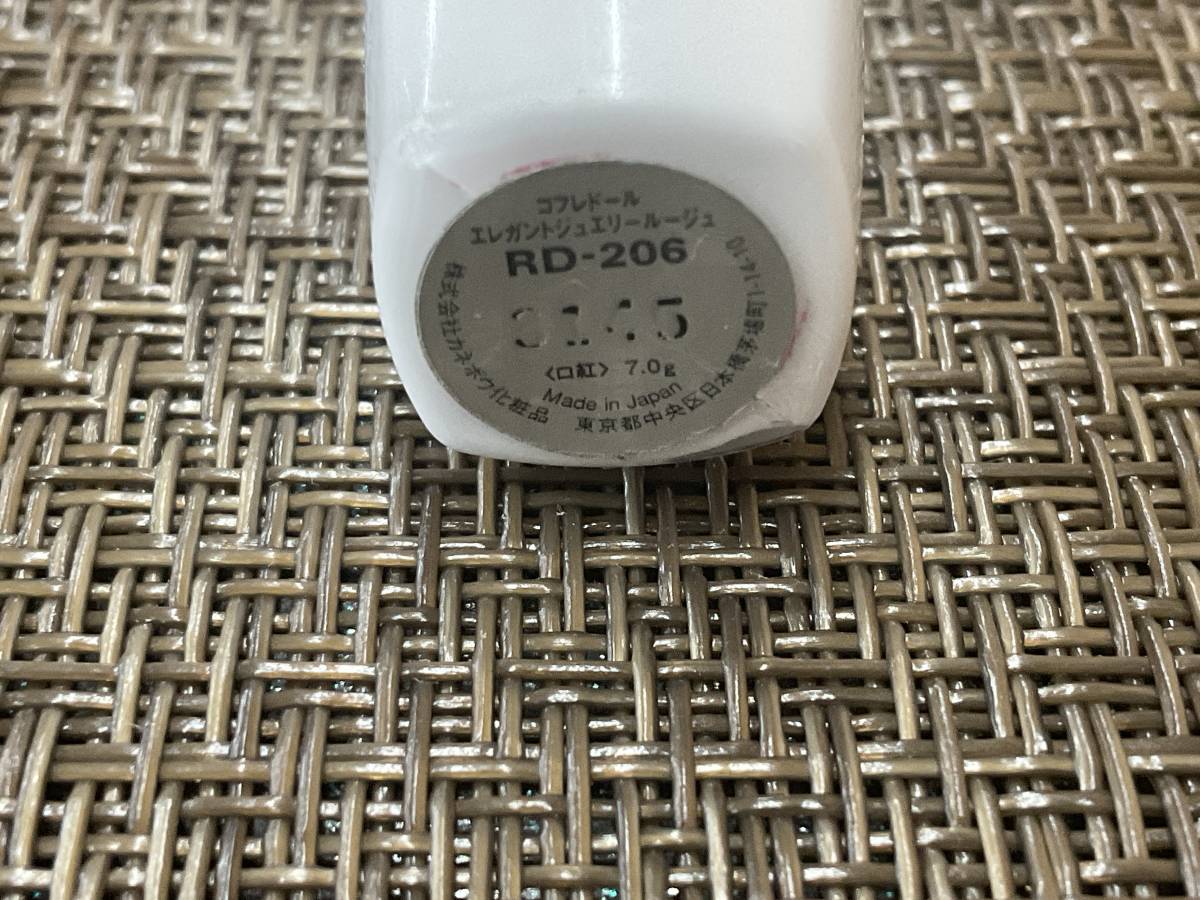 コフレドール
エレガントジュエリールージュ
RD-206
145
〈口紅〉 7.0g
Made in Japan
株式会社カネボウ化粧品 東京都中央区日本橋茅場町1-14-10